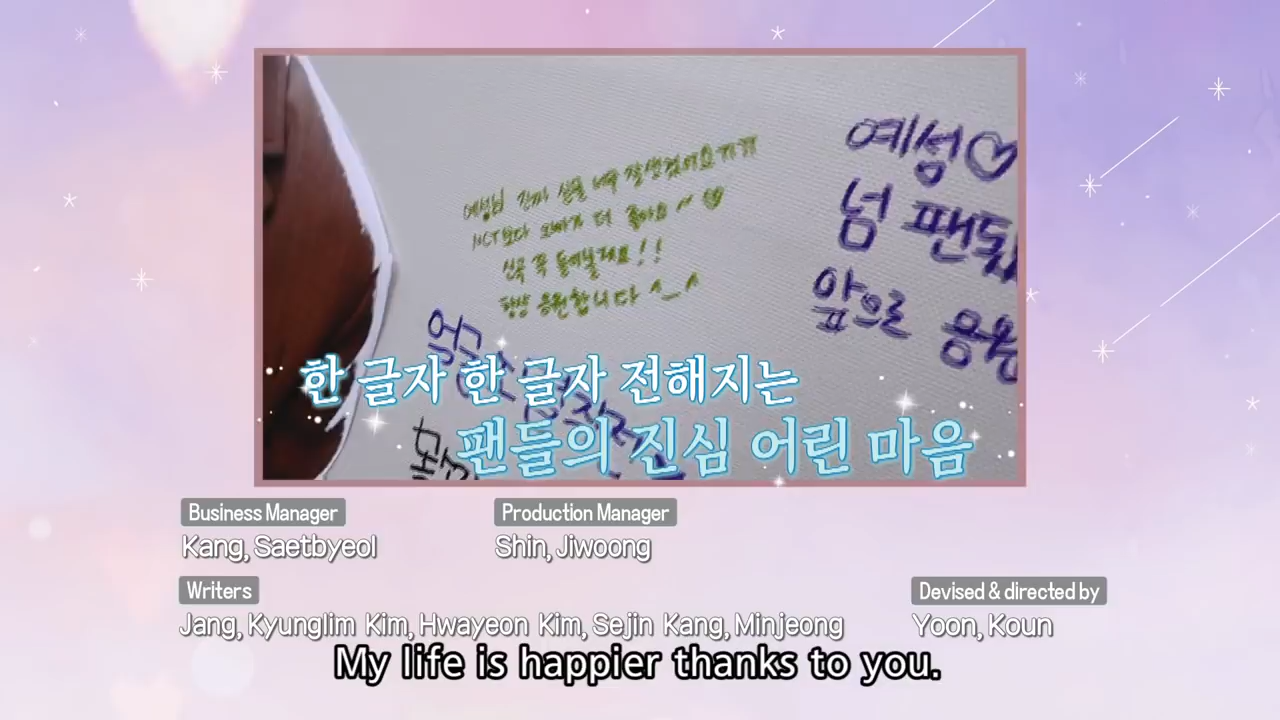 예성님 진짜 실물 너무 잘생겼어요ㅠㅠ
NCT보다 오빠가 더 좋아요~♥
신곡 꼭 들어볼게요!!
항상 응원합니다 ^_^
예성♡
넘 팬됐
앞으로 응원
한 글자 한 글자 전해지는
팬들의 진심 어린 마음
Business Manager
Kang, Saetbyeol
Production Manager
Shin, Jiwoong
Writers
Jang, Kyunglim Kim, Hwayeon Kim, Sejin Kang, Minjeong
Devised & directed by
Yoon, Koun
My life is happier thanks to you.